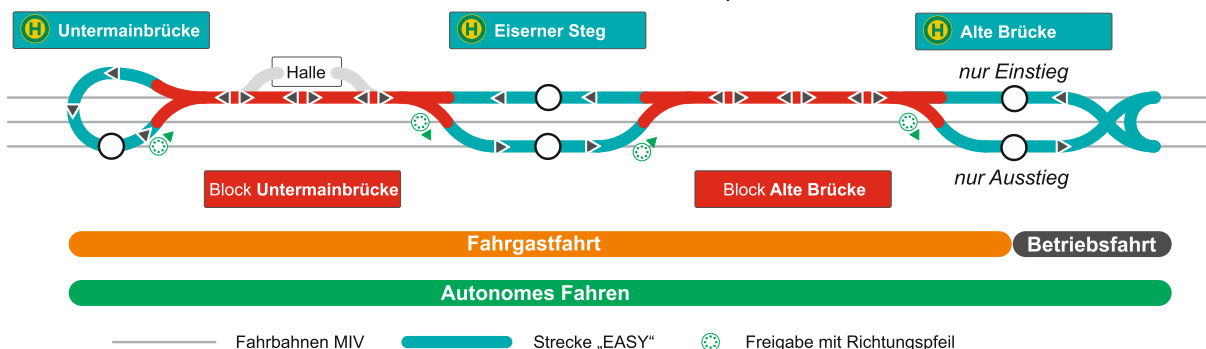 H Untermainbrücke
H Eiserner Steg
H Alte Brücke
Halle
nur Einstieg
nur Ausstieg
Block Untermainbrücke
Block Alte Brücke
Fahrgastfahrt
Betriebsfahrt
Autonomes Fahren
Fahrbahnen MIV
Strecke „EASY“
Freigabe mit Richtungspfeil